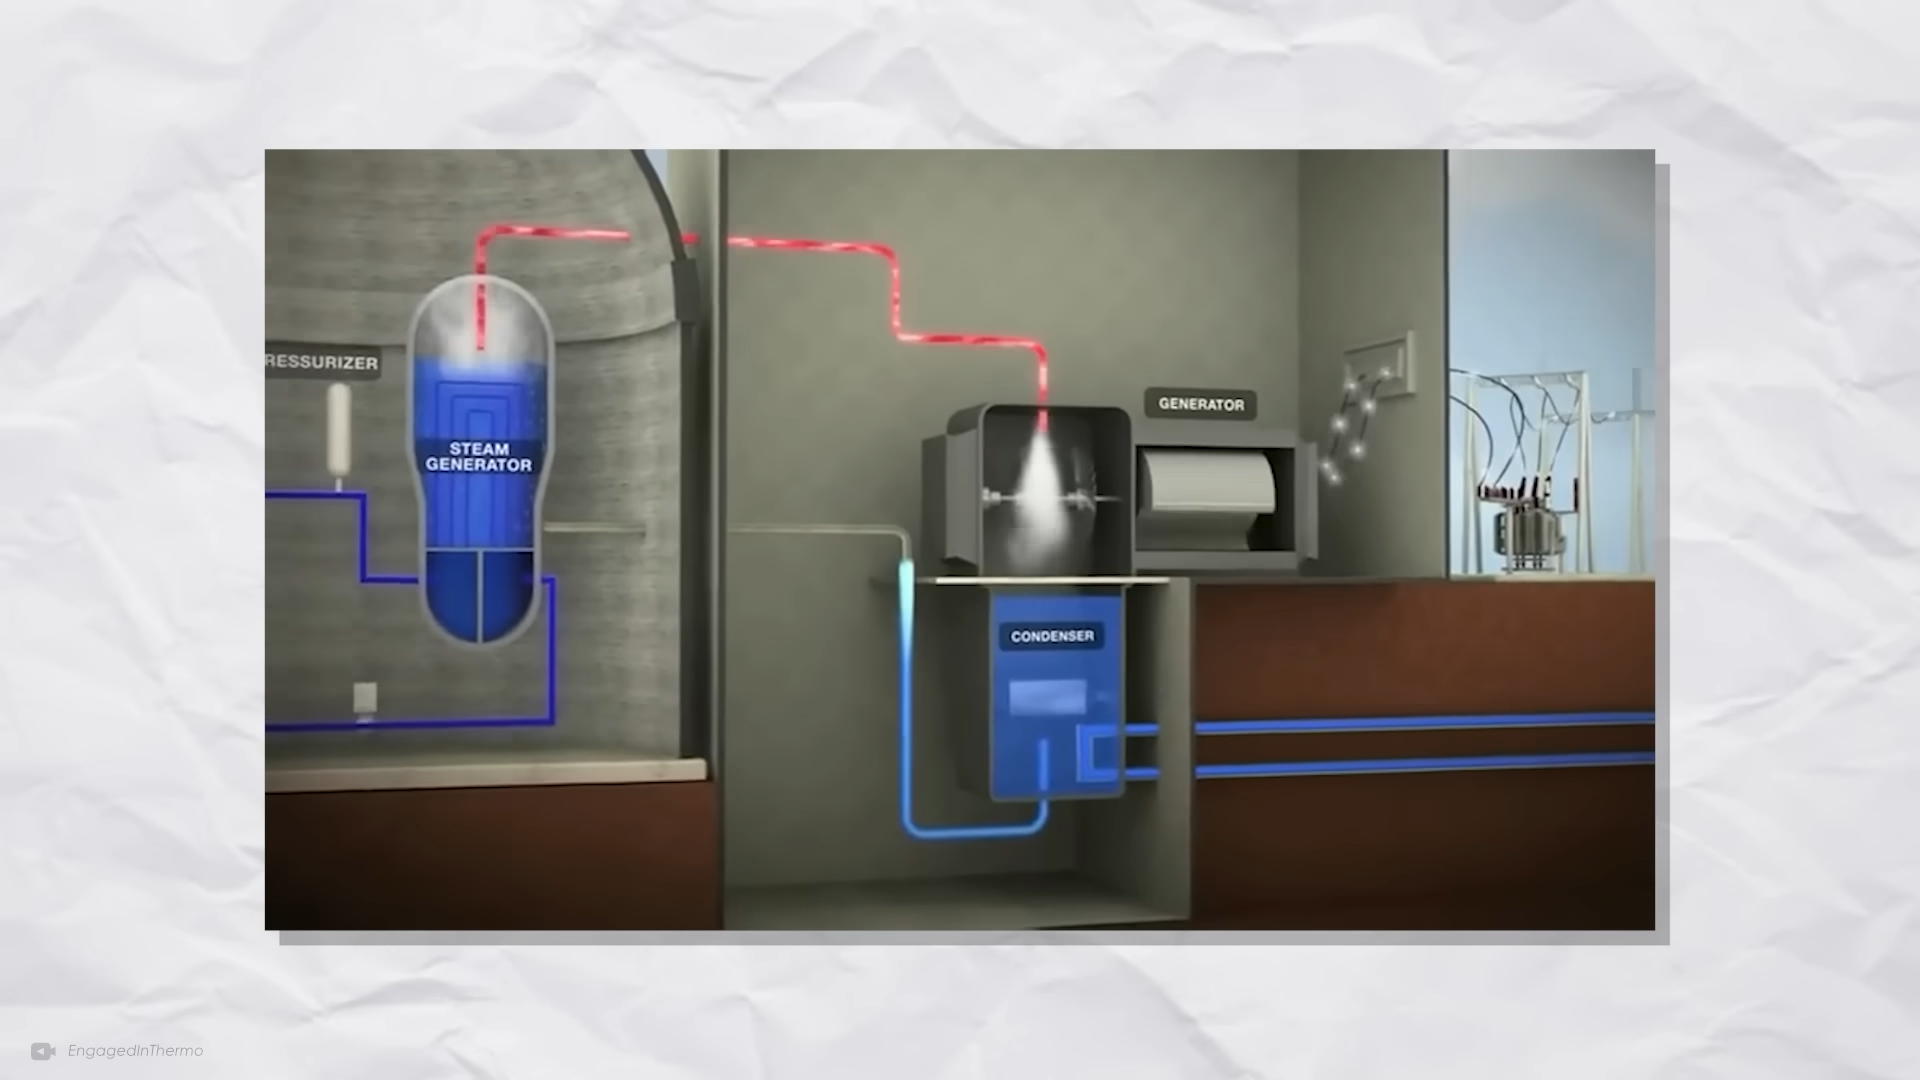 RESSURIZER
STEAM
GENERATOR
GENERATOR
CONDENSER
EngagedInThermo